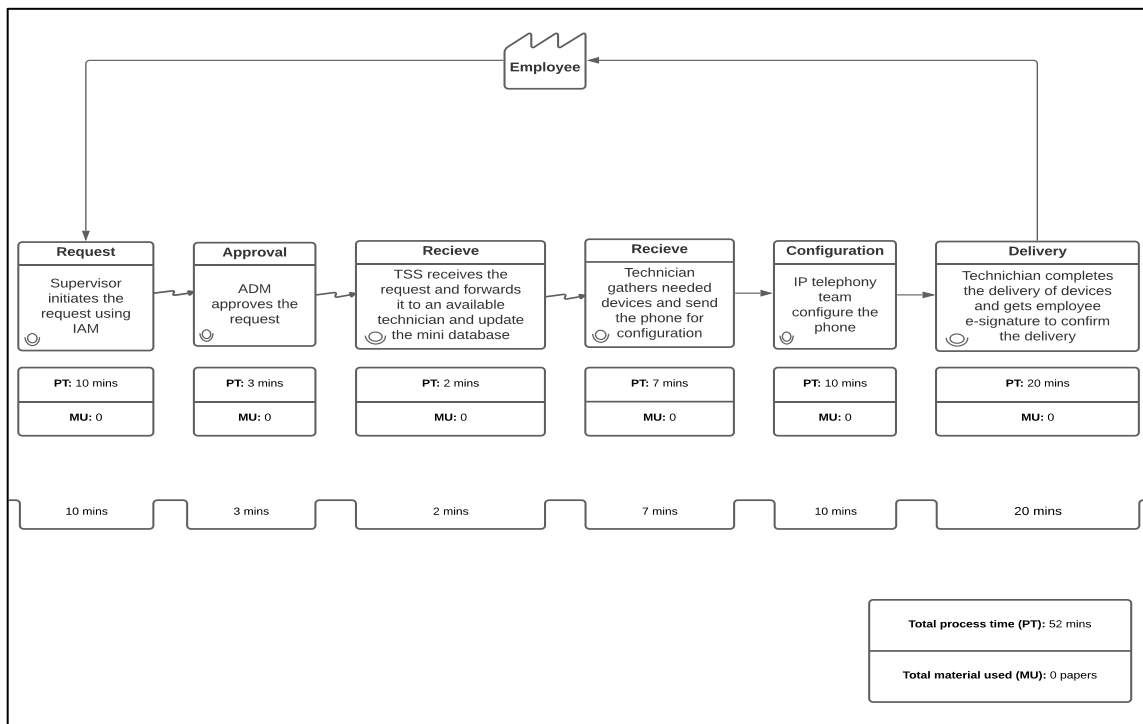 Employee
Request
Supervisor
initiates the
request using
IAM
Approval
ADM
approves the
request
Recieve
TSS receives the
request and forwards
it to an available
technician and update
the mini database
Recieve
Technician
gathers needed
devices and send
the phone for
configuration
Configuration
IP telephony
team
configure the
phone
Delivery
Technichian completes
the delivery of devices
and gets employee
e-signature to confirm
the delivery
PT: 10 mins
MU: 0
PT: 3 mins
MU: 0
PT: 2 mins
MU: 0
PT: 7 mins
MU: 0
PT: 10 mins
MU: 0
PT: 20 mins
MU: 0
10 mins
3 mins
2 mins
7 mins
10 mins
20 mins
Total process time (PT): 52 mins
Total material used (MU): 0 papers